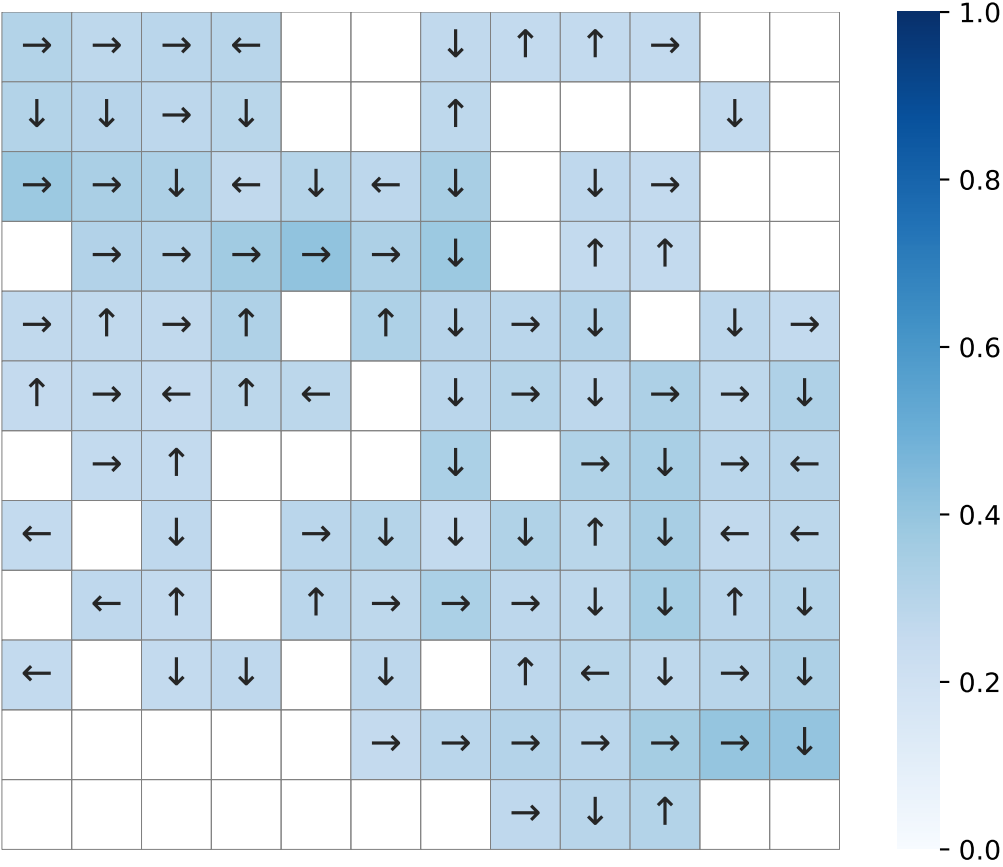 → → → ← ↓ ↑ ↑ →
↓ ↓ → ↓ ↑ ↓
→ → ↓ ← ↓ ← ↓ ↓ →
→ → → → → ↓ ↑ ↑
→ ↑ → ↑ ↑ ↓ → ↓ ↓ →
↑ → ← ↑ ← ↓ → ↓ → → ↓
→ ↑ ↓ → ↓ → ←
← ↓ → ↓ ↓ ↓ ↑ ↓ ← ←
← ↑ ↑ → → → ↓ ↓ ↑ ↓
← ↓ ↓ ↓ ↑ ← ↓ → ↓
→ → → → → → ↓
→ ↓ ↑
1.0
0.8
0.6
0.4
0.2
0.0